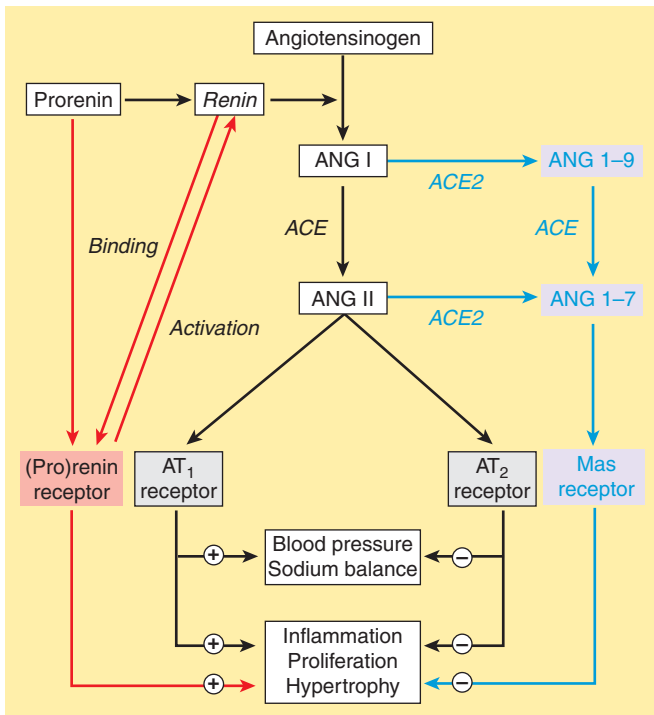 Angiotensinogen
Prorenin
Renin
ANG I
ACE2
ANG 1–9
ACE
ACE
Binding
ANG II
ACE2
ANG 1–7
Activation
(Pro)renin
receptor
AT1
receptor
AT2
receptor
Mas
receptor
+
Blood pressure
Sodium balance
–
+
Inflammation
Proliferation
Hypertrophy
–
+
–